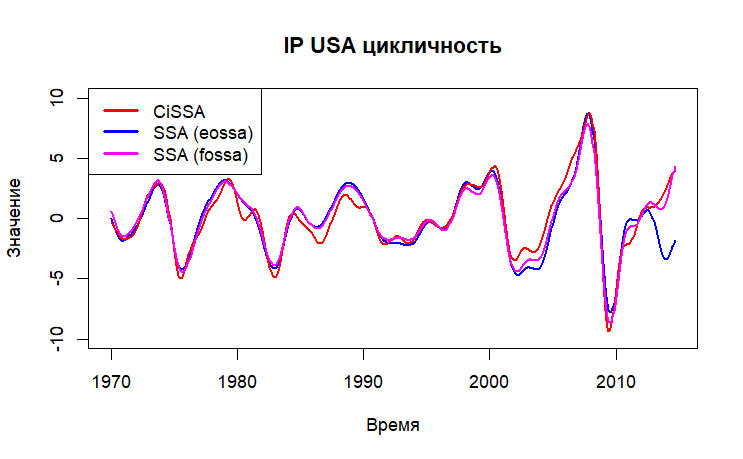 IP USA цикличность
CiSSA
SSA (eossa)
SSA (fossa)
Значение
10
5
0
-5
-10
1970 1980 1990 2000 2010
Время